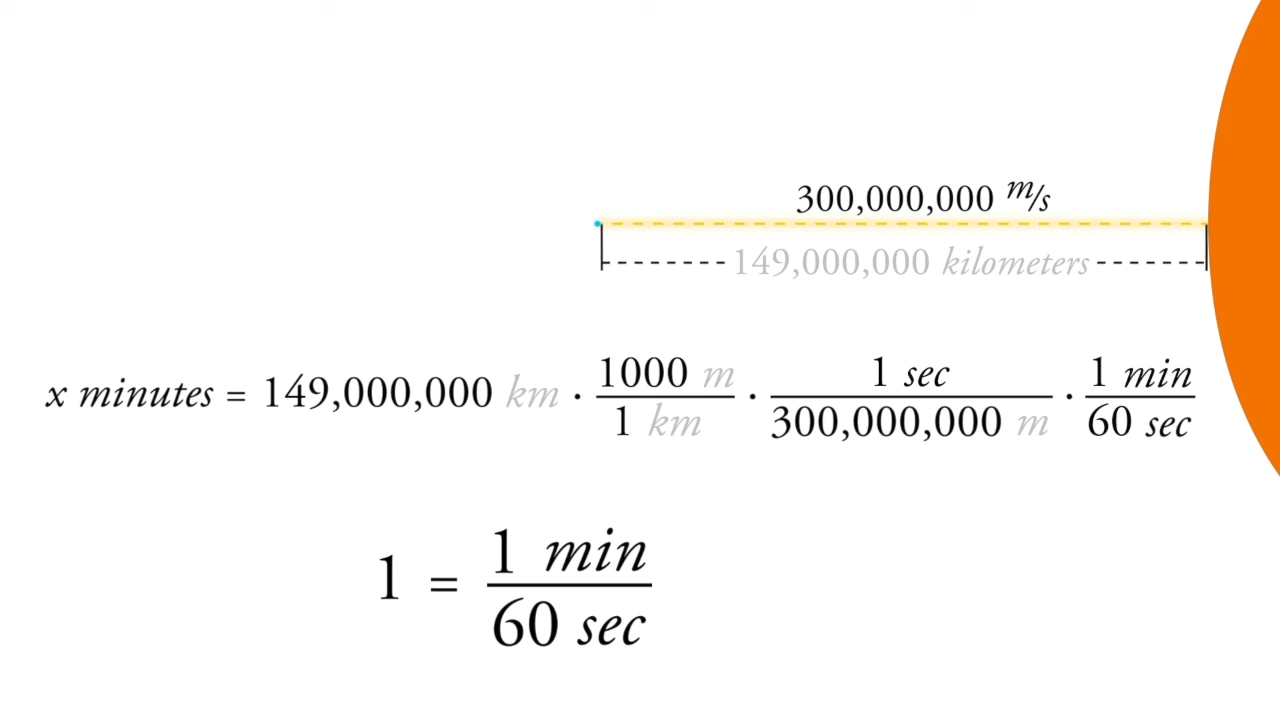 300,000,000 m/s
149,000,000 kilometers
x minutes = 149,000,000 km · 1000 m / 1 km · 1 sec / 300,000,000 m · 1 min / 60 sec
1 = 1 min / 60 sec